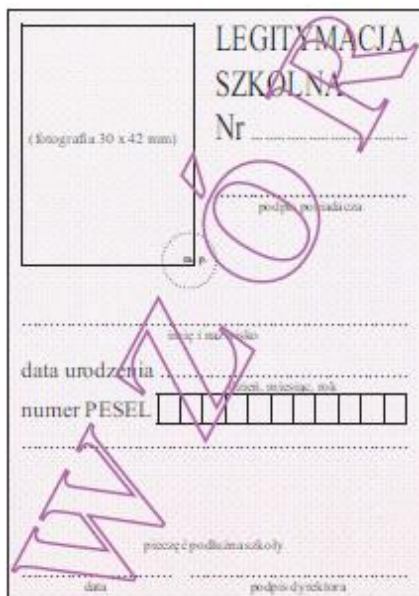 LEGITYMACJA
SZKOLNA
Nr
(fotografia 30 x 42 mm)
podpis posiadacza
m. p.
imię i nazwisko
data urodzenia
dzień, miesiąc, rok
numer PESEL
pieczęć podłużna szkoły
data podpis dyrektora
WZÓR